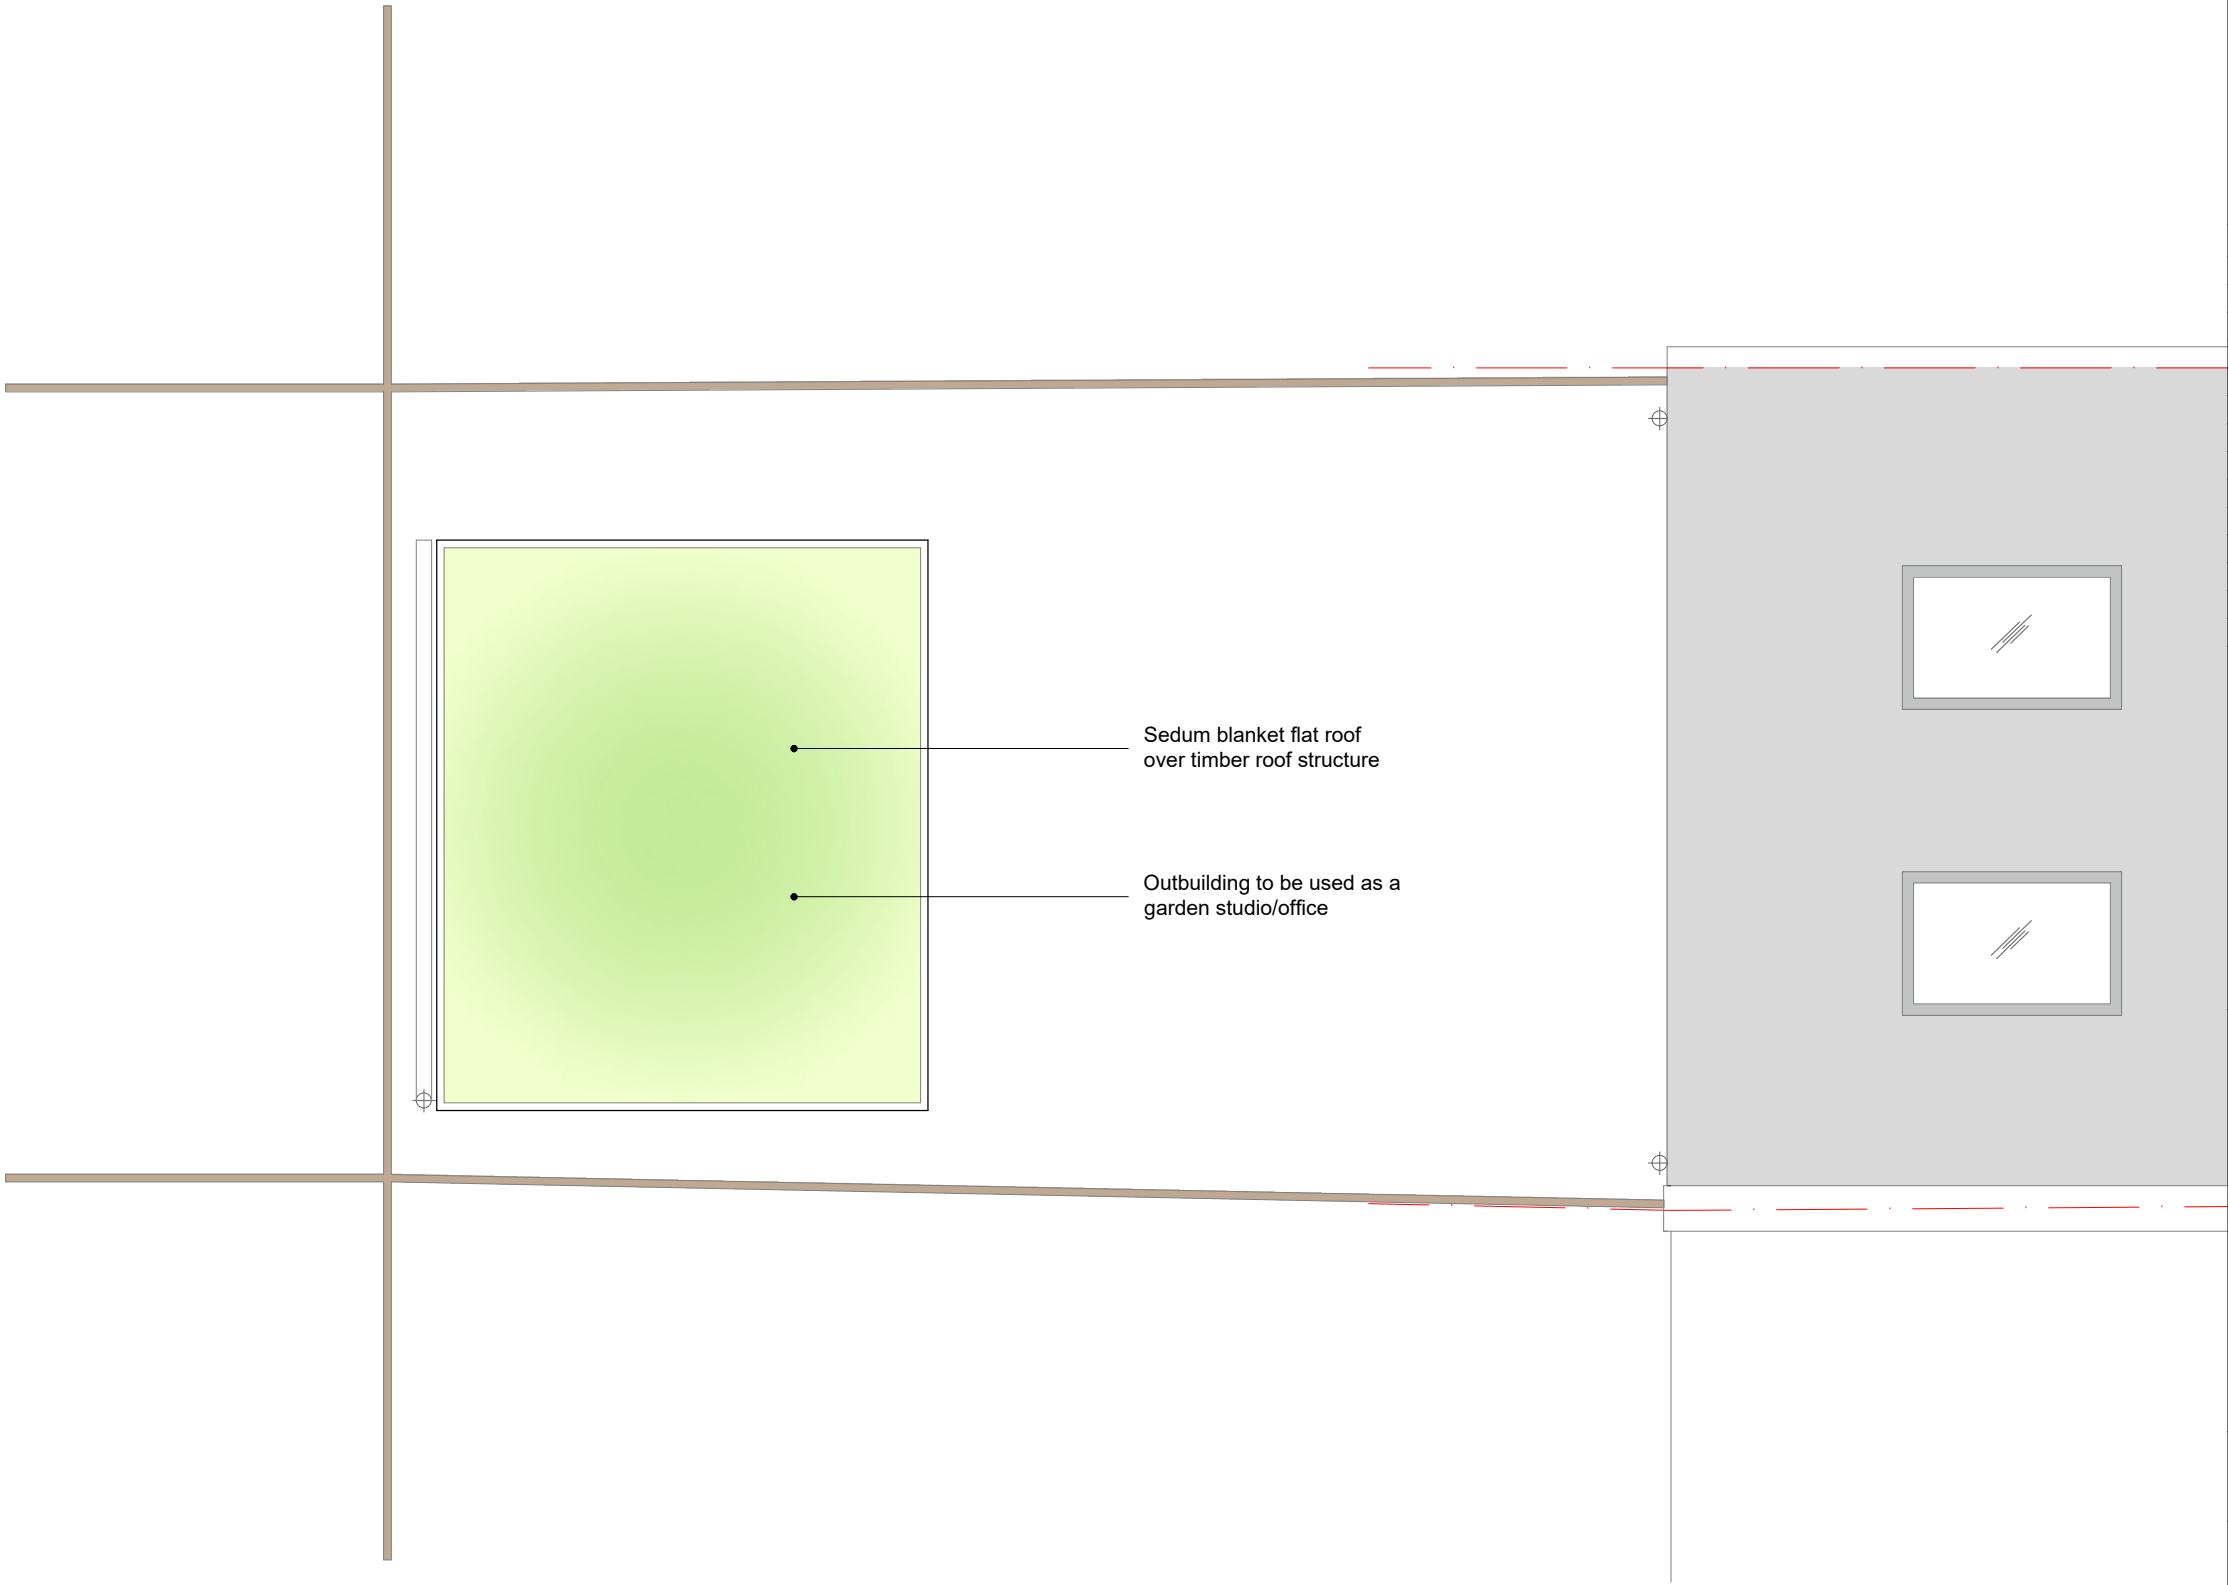 Sedum blanket flat roof
over timber roof structure
Outbuilding to be used as a
garden studio/office